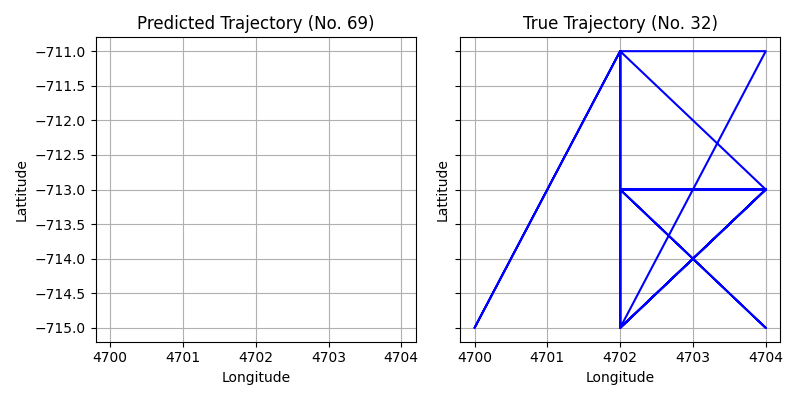 Predicted Trajectory (No. 69)
True Trajectory (No. 32)
−711.0
−711.5
−712.0
−712.5
−713.0
−713.5
−714.0
−714.5
−715.0
Lattitude
Lattitude
4700 4701 4702 4703 4704
4700 4701 4702 4703 4704
Longitude
Longitude